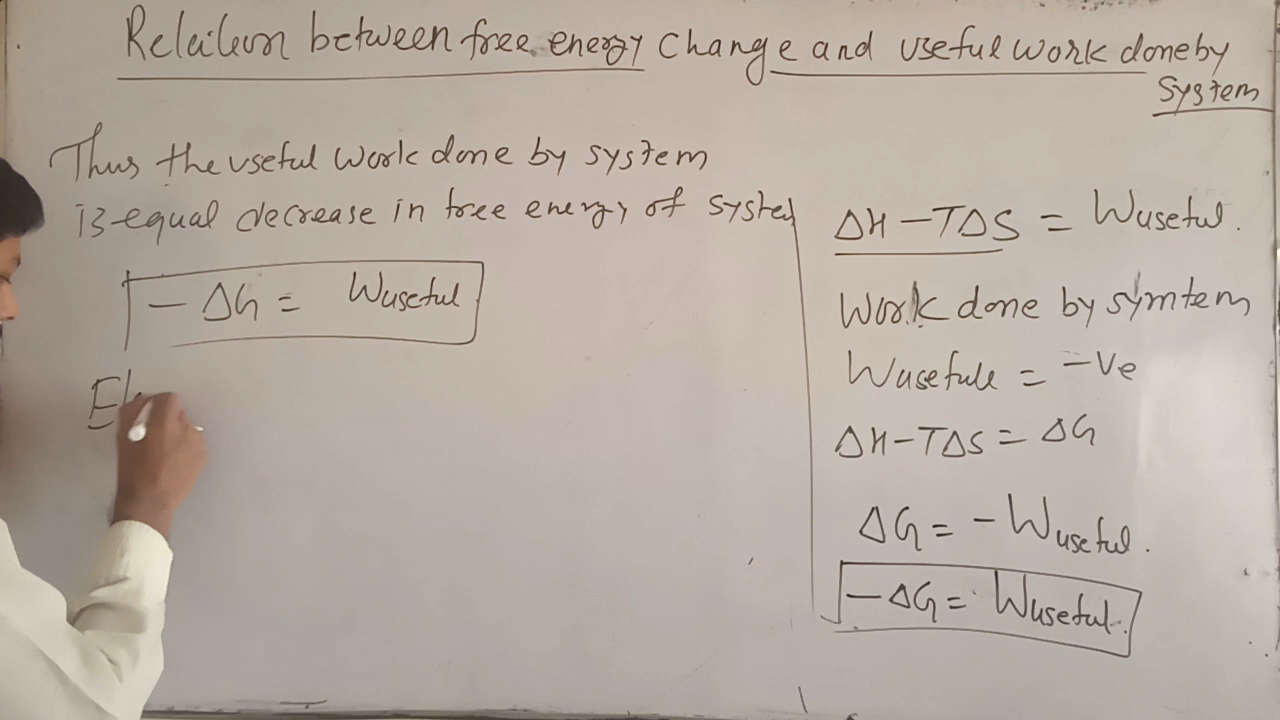 Relation between free energy change and useful work done by
system
Thus the useful work done by system
is equal decrease in free energy of system
- ΔG = Wuseful
El
ΔH - TΔS = Wuseful.
Work done by symtem
Wusefule = -Ve
ΔH - TΔS = ΔG
ΔG = - Wuseful.
- ΔG = Wuseful.